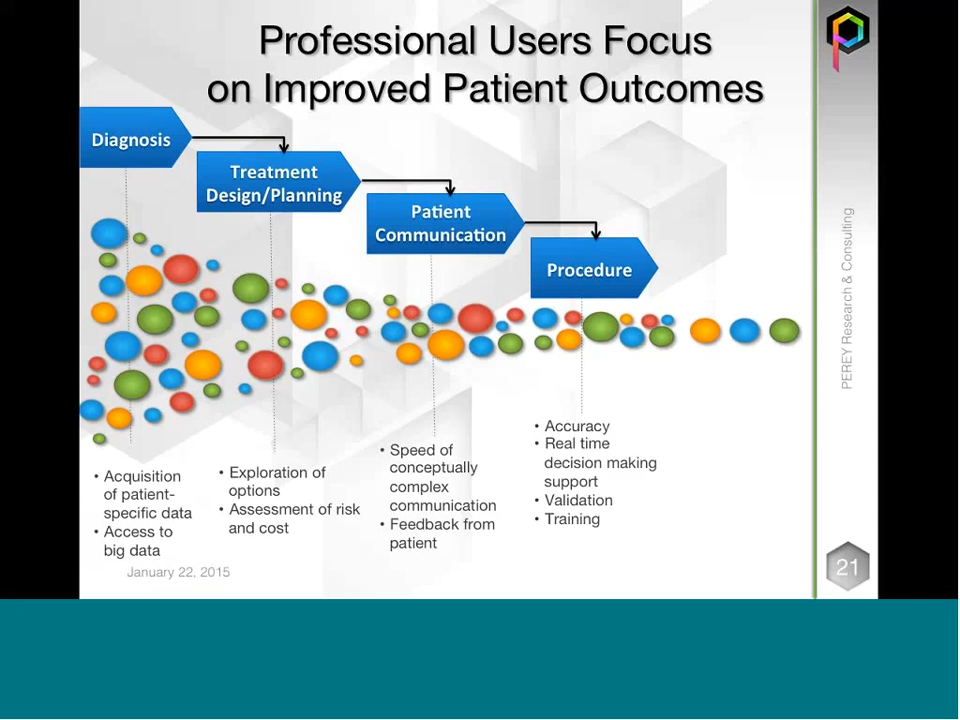 Professional Users Focus
on Improved Patient Outcomes
Diagnosis
Treatment
Design/Planning
Patient
Communication
Procedure
• Acquisition
of patient-
specific data
• Access to
big data
• Exploration of
options
• Assessment of risk
and cost
• Speed of
conceptually
complex
communication
• Feedback from
patient
• Accuracy
• Real time
decision making
support
• Validation
• Training
January 22, 2015
PEREY Research & Consulting
21